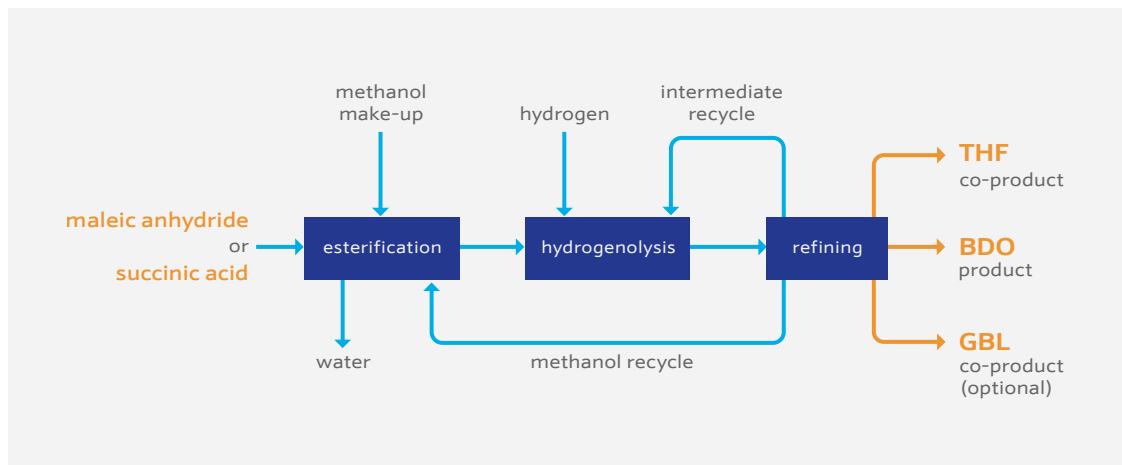 methanol
make-up
hydrogen
intermediate
recycle
THF
co-product
maleic anhydride
or
succinic acid
esterification
hydrogenolysis
refining
BDO
product
water
methanol recycle
GBL
co-product
(optional)